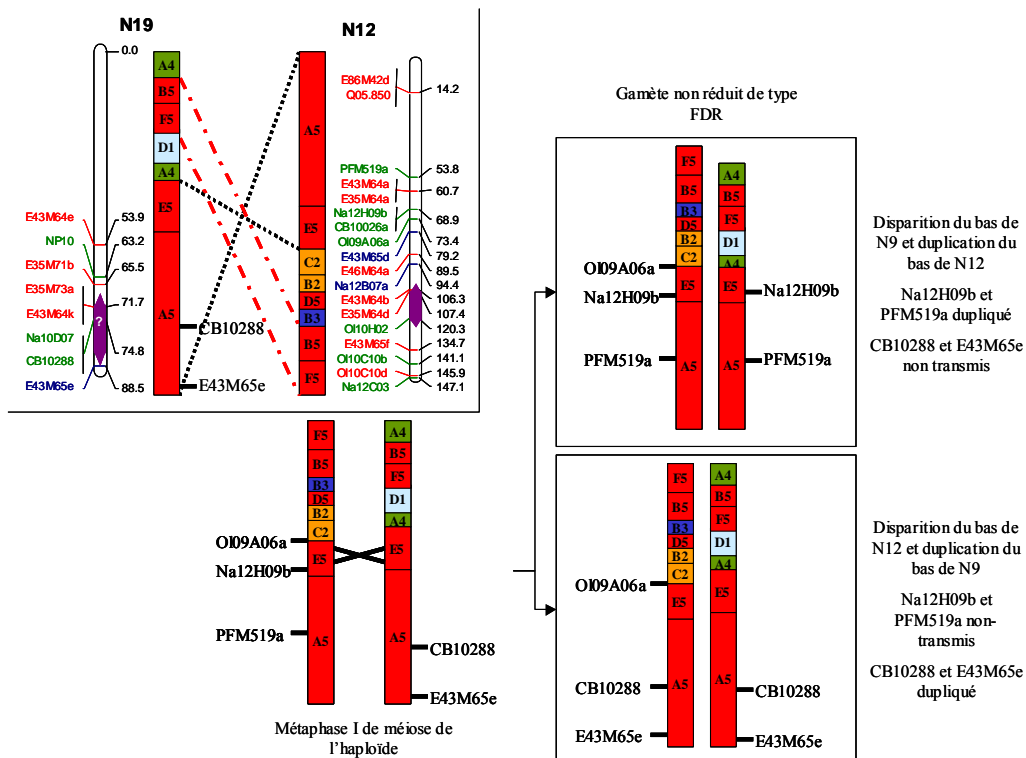 N19
N12
0.0
A4
B5
F5
D1
A4
E5
A5
CB10288
E43M65e
E43M64e
NP10
E35M71b
E35M73a
E43M64k
Na10D07
CB10288
E43M65e
53.9
63.2
65.5
71.7
74.8
88.5
?
A5
E5
C2
B2
D5
B3
B5
F5
E86M42d
Q05.850
PFM519a
E43M64a
E35M64a
Na12H09b
CB10026a
Ol09A06a
E43M65d
E46M64a
Na12B07a
E43M64b
E35M64d
Ol10H02
E43M65f
Ol10C10b
Ol10C10d
Na12C03
14.2
53.8
60.7
68.9
73.4
79.2
89.5
94.4
106.3
107.4
120.3
134.7
141.1
145.9
147.1
F5
B5
B3
D5
B2
C2
E5
A5
A4
B5
F5
D1
A4
E5
A5
Ol09A06a
Na12H09b
PFM519a
CB10288
E43M65e
Métaphase I de méiose de
l’haploïde
Gamète non réduit de type
FDR
F5
B5
B3
D5
B2
C2
E5
A5
A4
B5
F5
D1
A4
E5
A5
Ol09A06a
Na12H09b
PFM519a
Na12H09b
PFM519a
Disparition du bas de
N9 et duplication du
bas de N12
Na12H09b et
PFM519a dupliqué
CB10288 et E43M65e
non transmis
F5
B5
B3
D5
B2
C2
E5
A5
A4
B5
F5
D1
A4
E5
A5
Ol09A06a
CB10288
E43M65e
CB10288
E43M65e
Disparition du bas de
N12 et duplication du
bas de N9
Na12H09b et
PFM519a non-
transmis
CB10288 et E43M65e
dupliqué